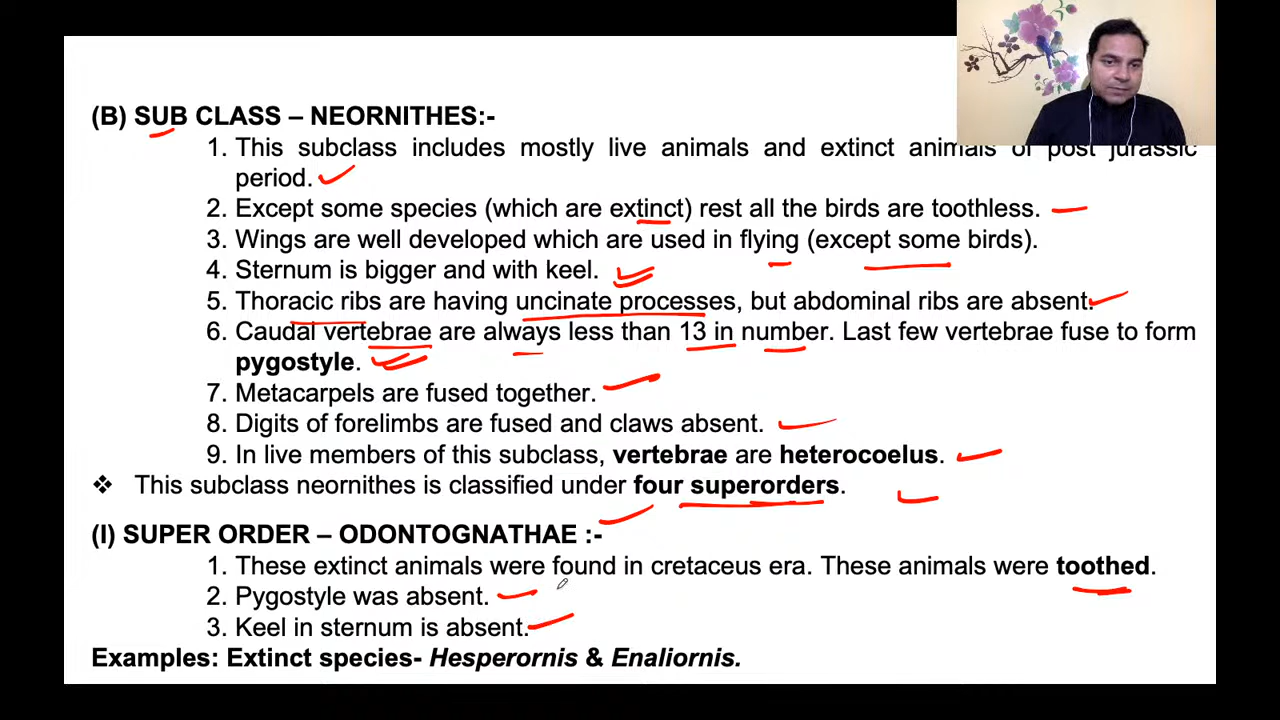 (B) SUB CLASS – NEORNITHES:-
1. This subclass includes mostly live animals and extinct animals of post jurassic
period.
2. Except some species (which are extinct) rest all the birds are toothless.
3. Wings are well developed which are used in flying (except some birds).
4. Sternum is bigger and with keel.
5. Thoracic ribs are having uncinate processes, but abdominal ribs are absent.
6. Caudal vertebrae are always less than 13 in number. Last few vertebrae fuse to form
pygostyle.
7. Metacarpels are fused together.
8. Digits of forelimbs are fused and claws absent.
9. In live members of this subclass, vertebrae are heterocoelus.
❖ This subclass neornithes is classified under four superorders.
(I) SUPER ORDER – ODONTOGNATHAE :-
1. These extinct animals were found in cretaceus era. These animals were toothed.
2. Pygostyle was absent.
3. Keel in sternum is absent.
Examples: Extinct species- Hesperornis & Enaliornis.